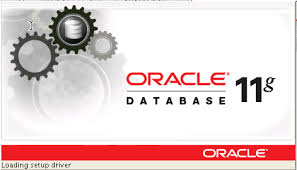 ORACLE®
DATABASE 11g
ORACLE
Loading setup driver